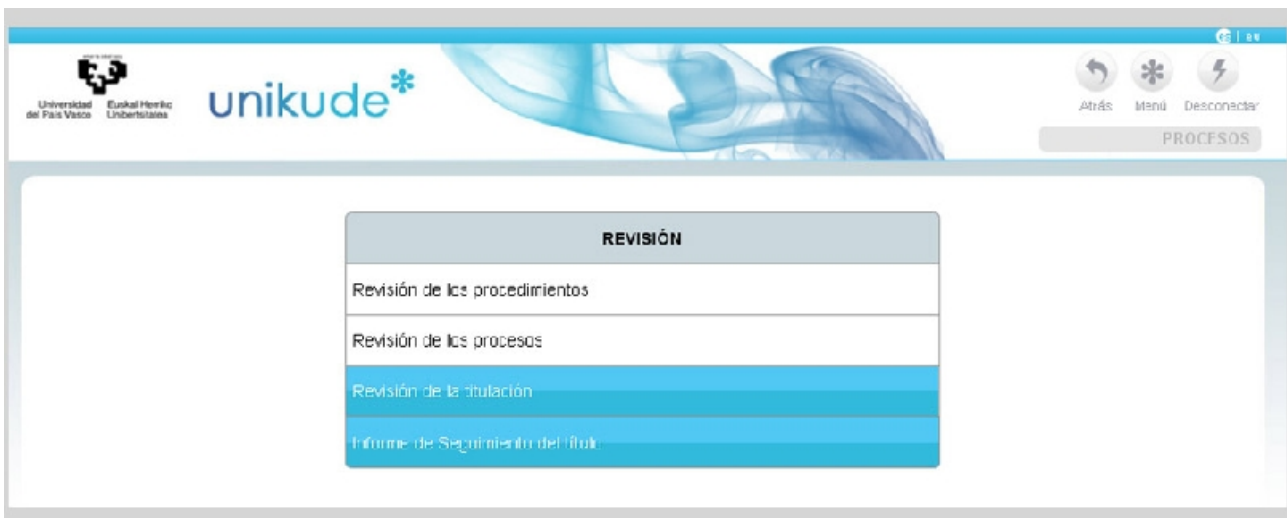 es | eu
Universidad
del País Vasco
Euskal Herriko
Unibertsitatea
unikude*
Atrás
Menú
Desconectar
PROCESOS
REVISIÓN
Revisión de los procedimientos
Revisión de los procesos
Revisión de la titulación
Informe de Seguimiento del título